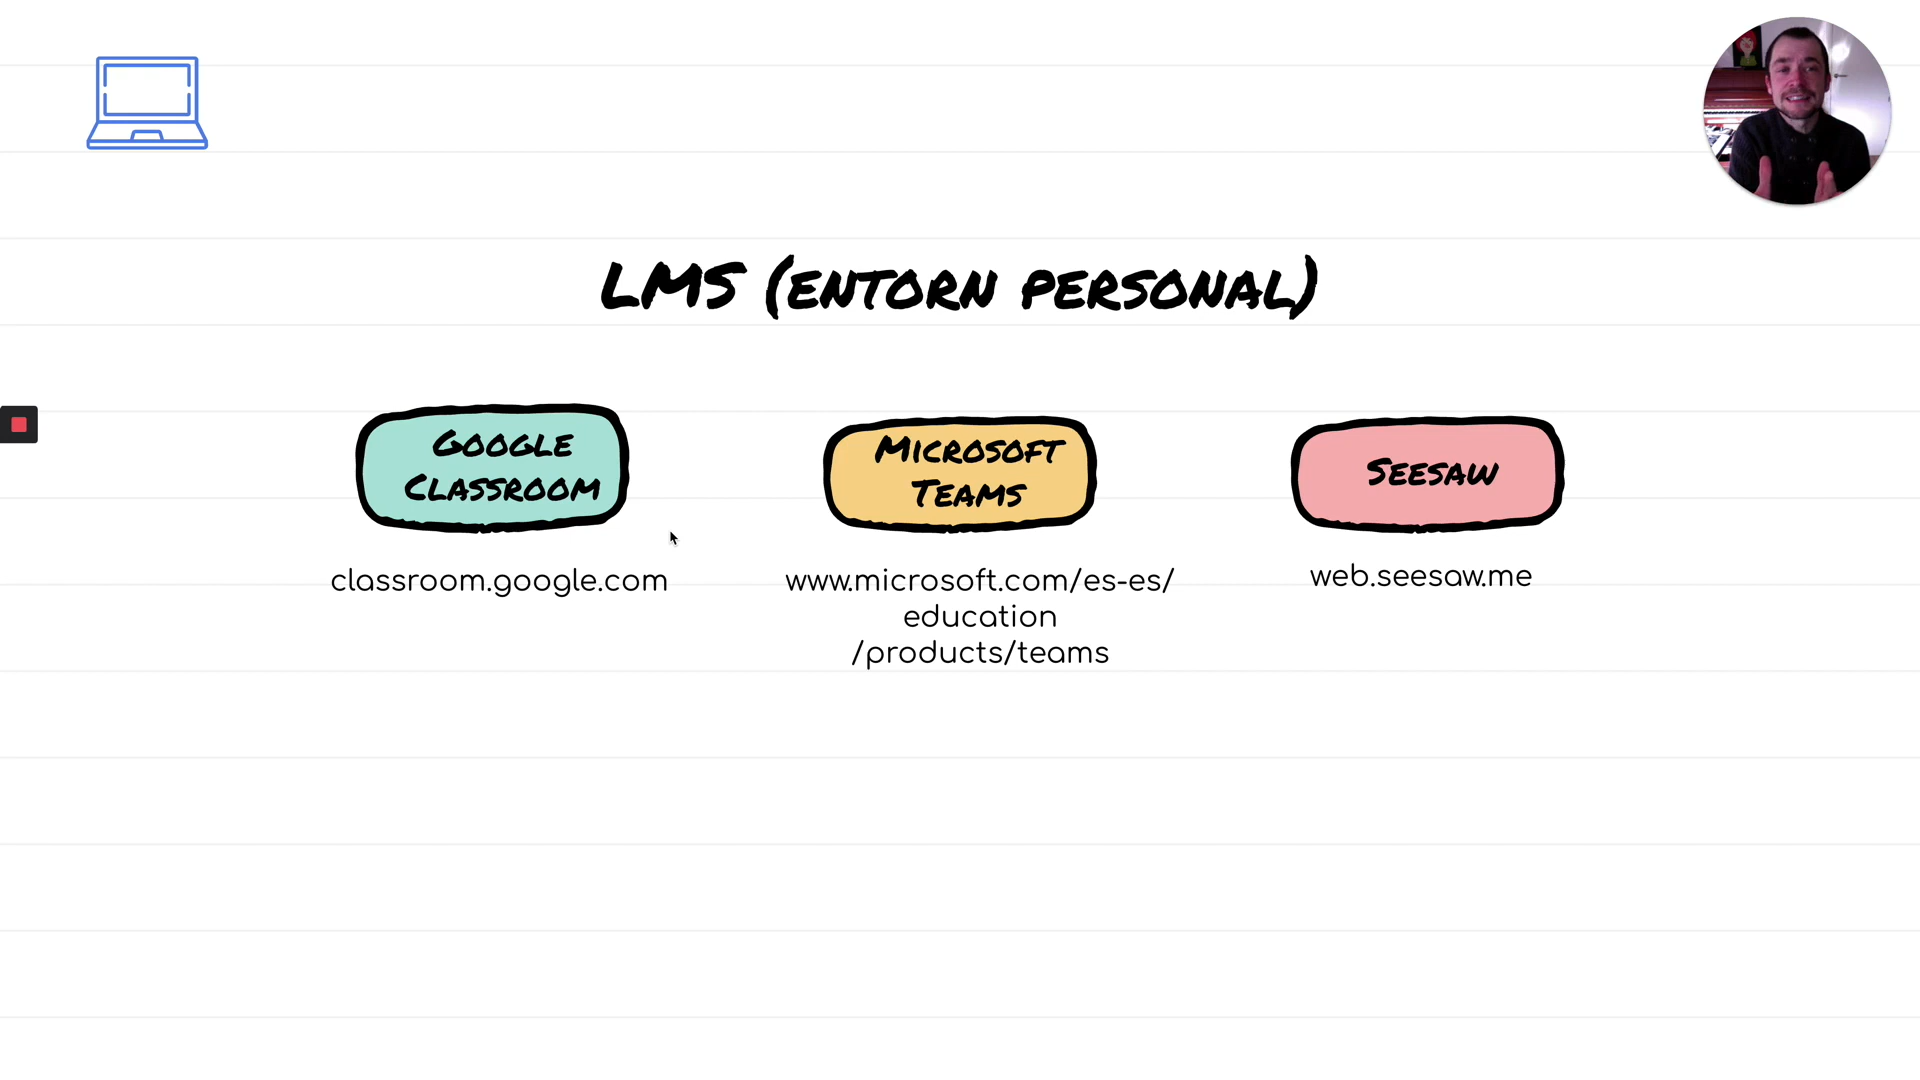 LMS (ENTORN PERSONAL)
GOOGLE
CLASSROOM
MICROSOFT
TEAMS
SEESAW
classroom.google.com
www.microsoft.com/es-es/
education
/products/teams
web.seesaw.me